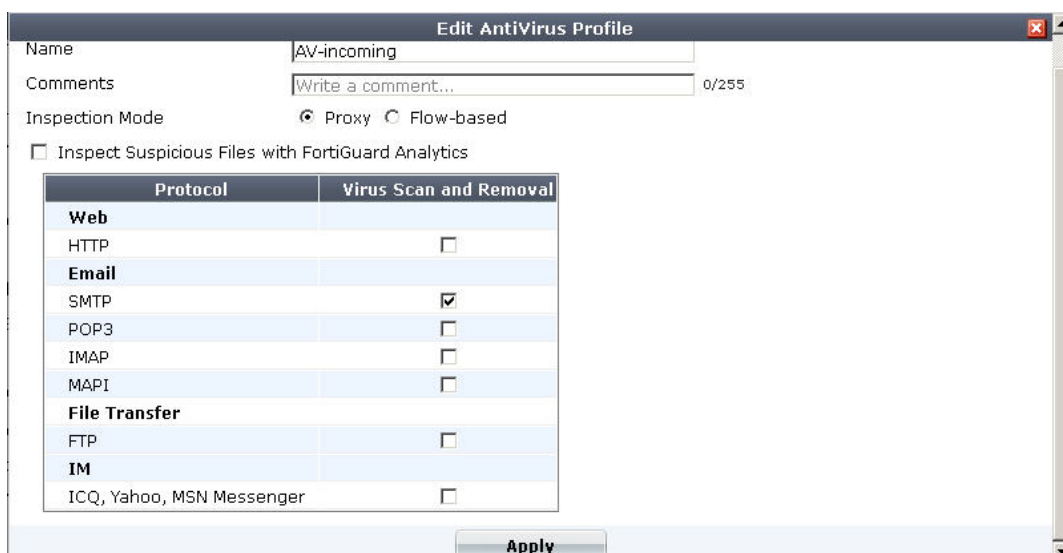 Edit AntiVirus Profile
Name AV-incoming
Comments Write a comment... 0/255
Inspection Mode Proxy Flow-based
Inspect Suspicious Files with FortiGuard Analytics
Protocol Virus Scan and Removal
Web
HTTP
Email
SMTP
POP3
IMAP
MAPI
File Transfer
FTP
IM
ICQ, Yahoo, MSN Messenger
Apply